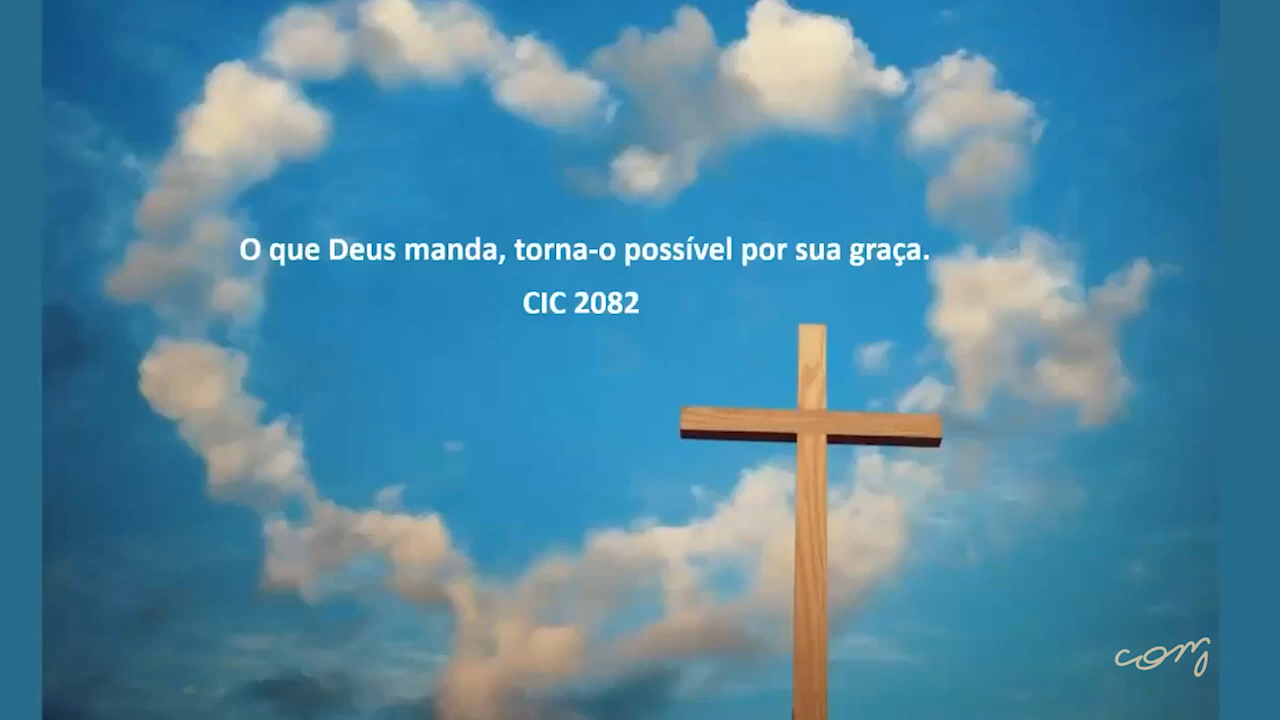 O que Deus manda, torna-o possível por sua graça.
CIC 2082